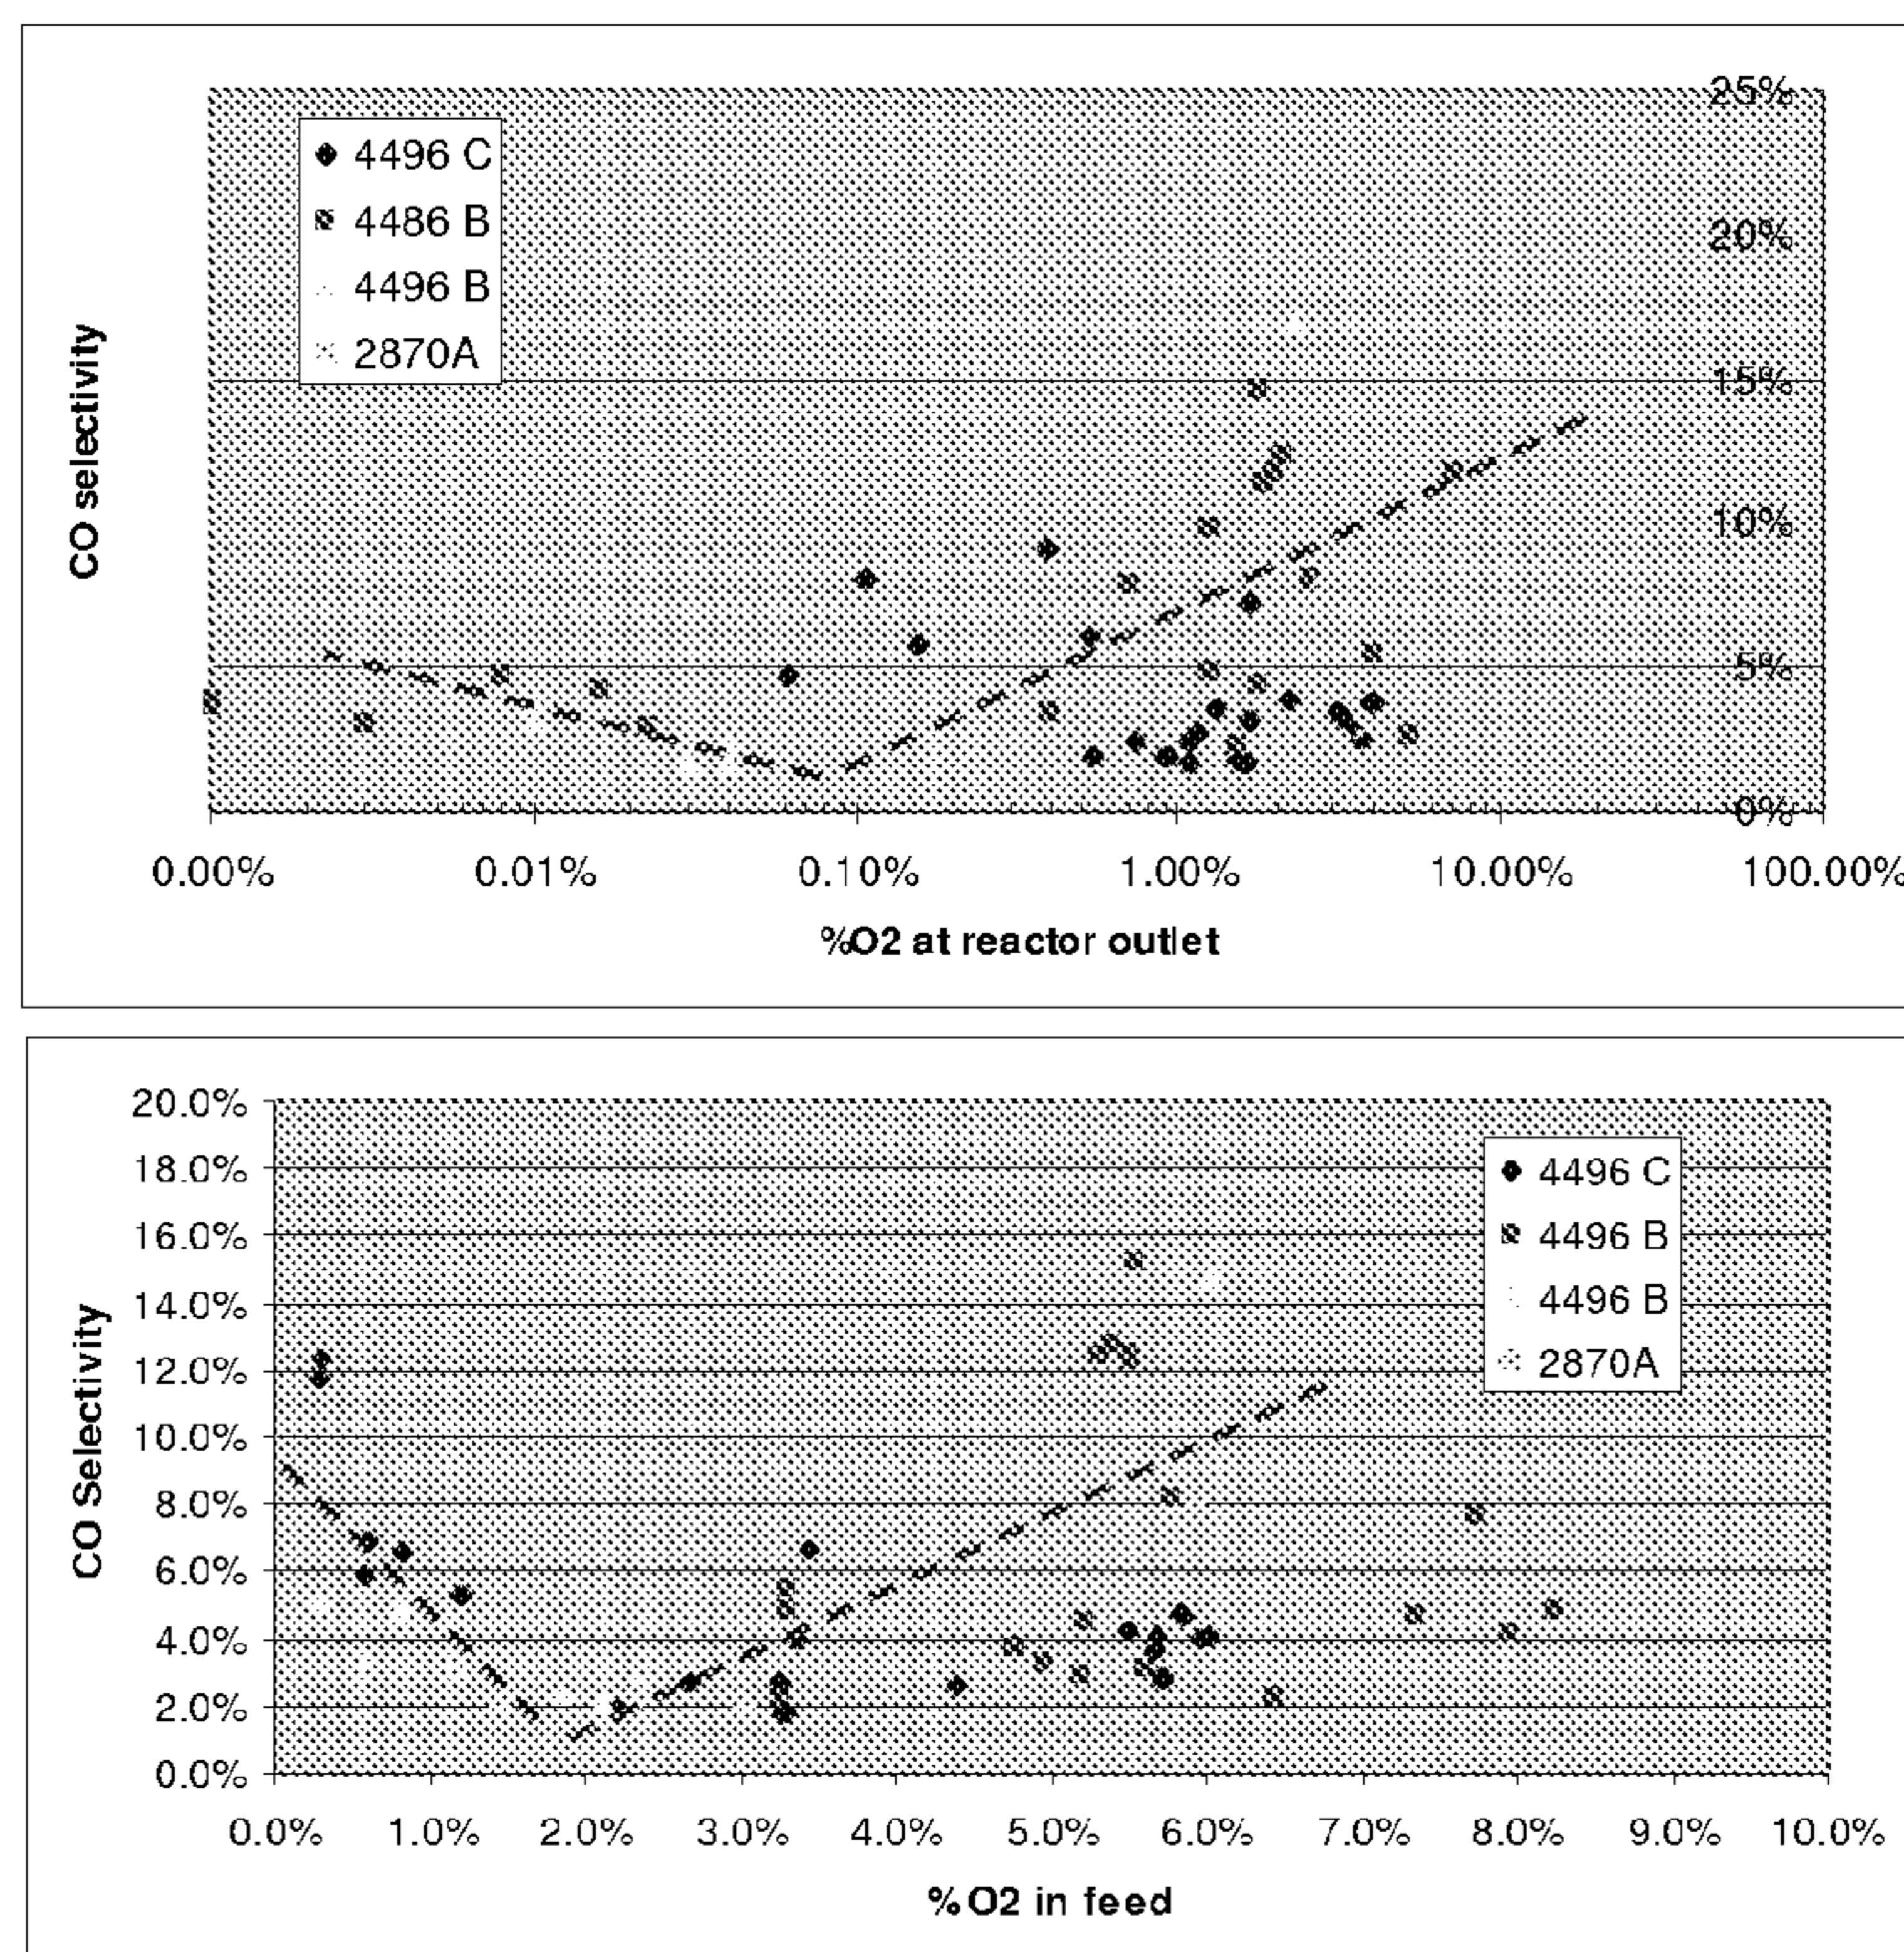 25%
4496 C
4486 B
20%
4496 B
2870A
15%
CO selectivity
10%
5%
0%
0.00% 0.01% 0.10% 1.00% 10.00% 100.00%
%O2 at reactor outlet
20.0%
18.0%
16.0%
14.0%
12.0%
10.0%
8.0%
6.0%
4.0%
2.0%
0.0%
CO Selectivity
4496 C
4496 B
4496 B
2870A
0.0% 1.0% 2.0% 3.0% 4.0% 5.0% 6.0% 7.0% 8.0% 9.0% 10.0%
%O2 in feed